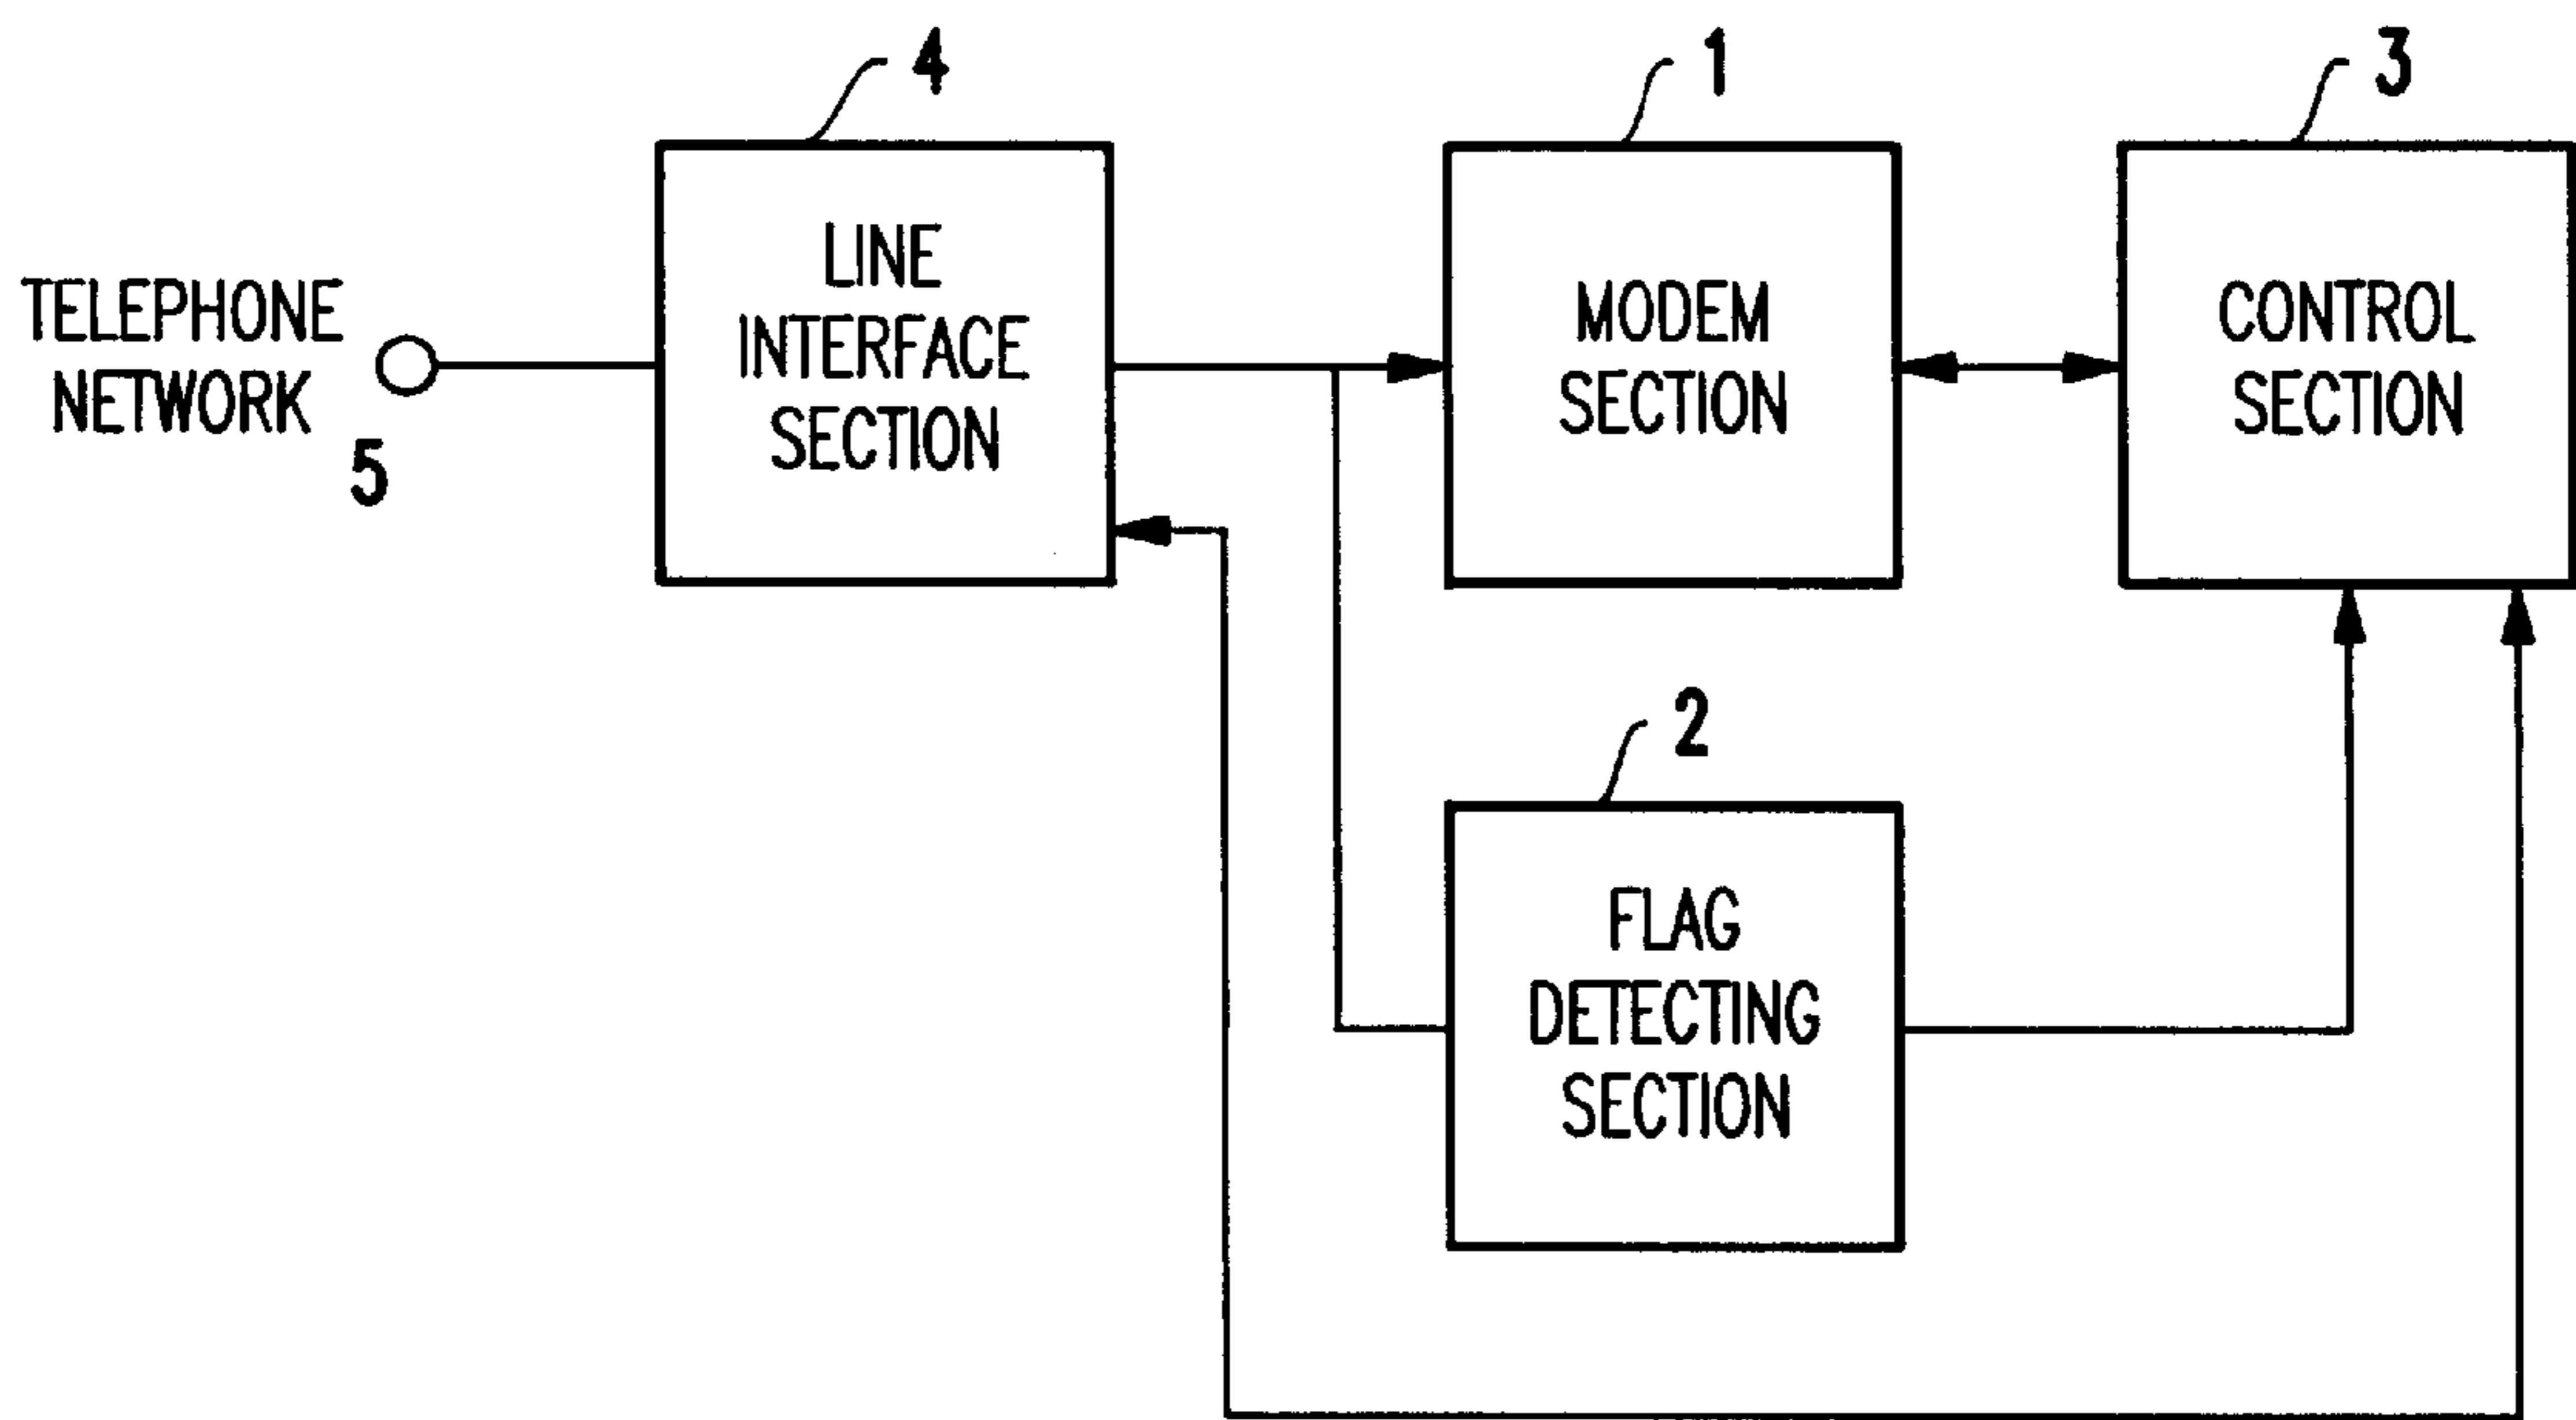 4
1
3
TELEPHONE
NETWORK
5
LINE
INTERFACE
SECTION
MODEM
SECTION
CONTROL
SECTION
2
FLAG
DETECTING
SECTION